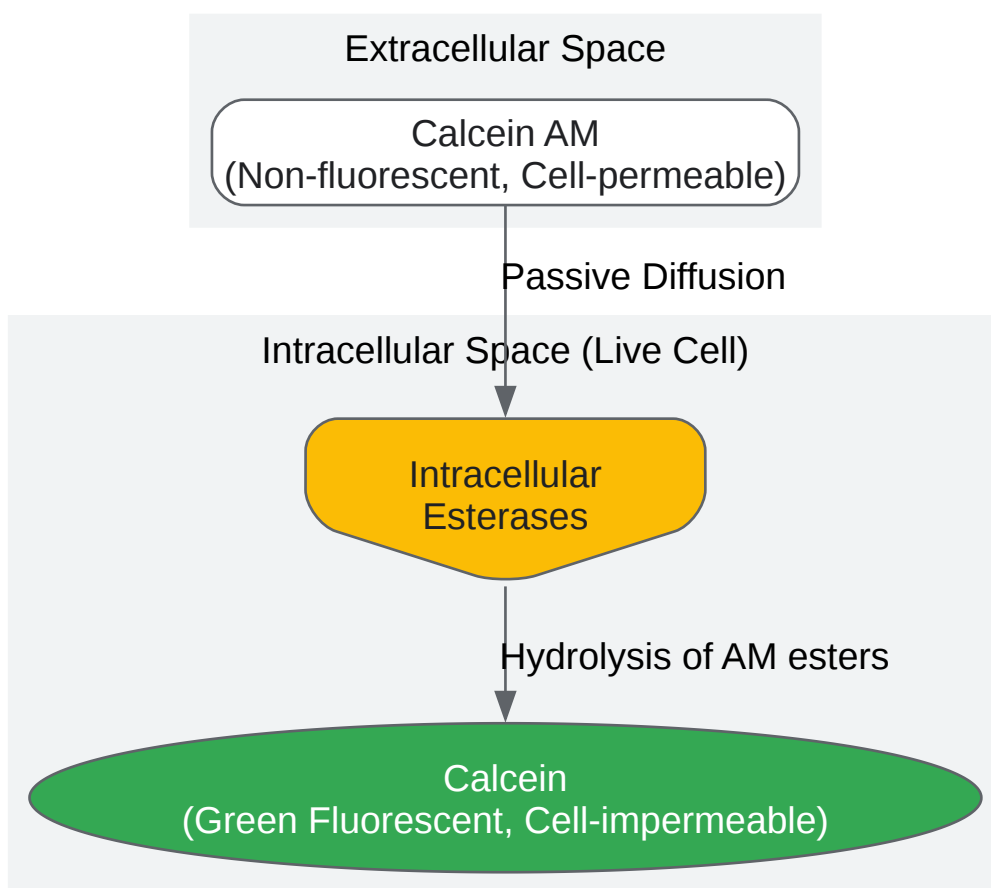 Extracellular Space
Calcein AM
(Non-fluorescent, Cell-permeable)
Passive Diffusion
Intracellular Space (Live Cell)
Intracellular
Esterases
Hydrolysis of AM esters
Calcein
(Green Fluorescent, Cell-impermeable)